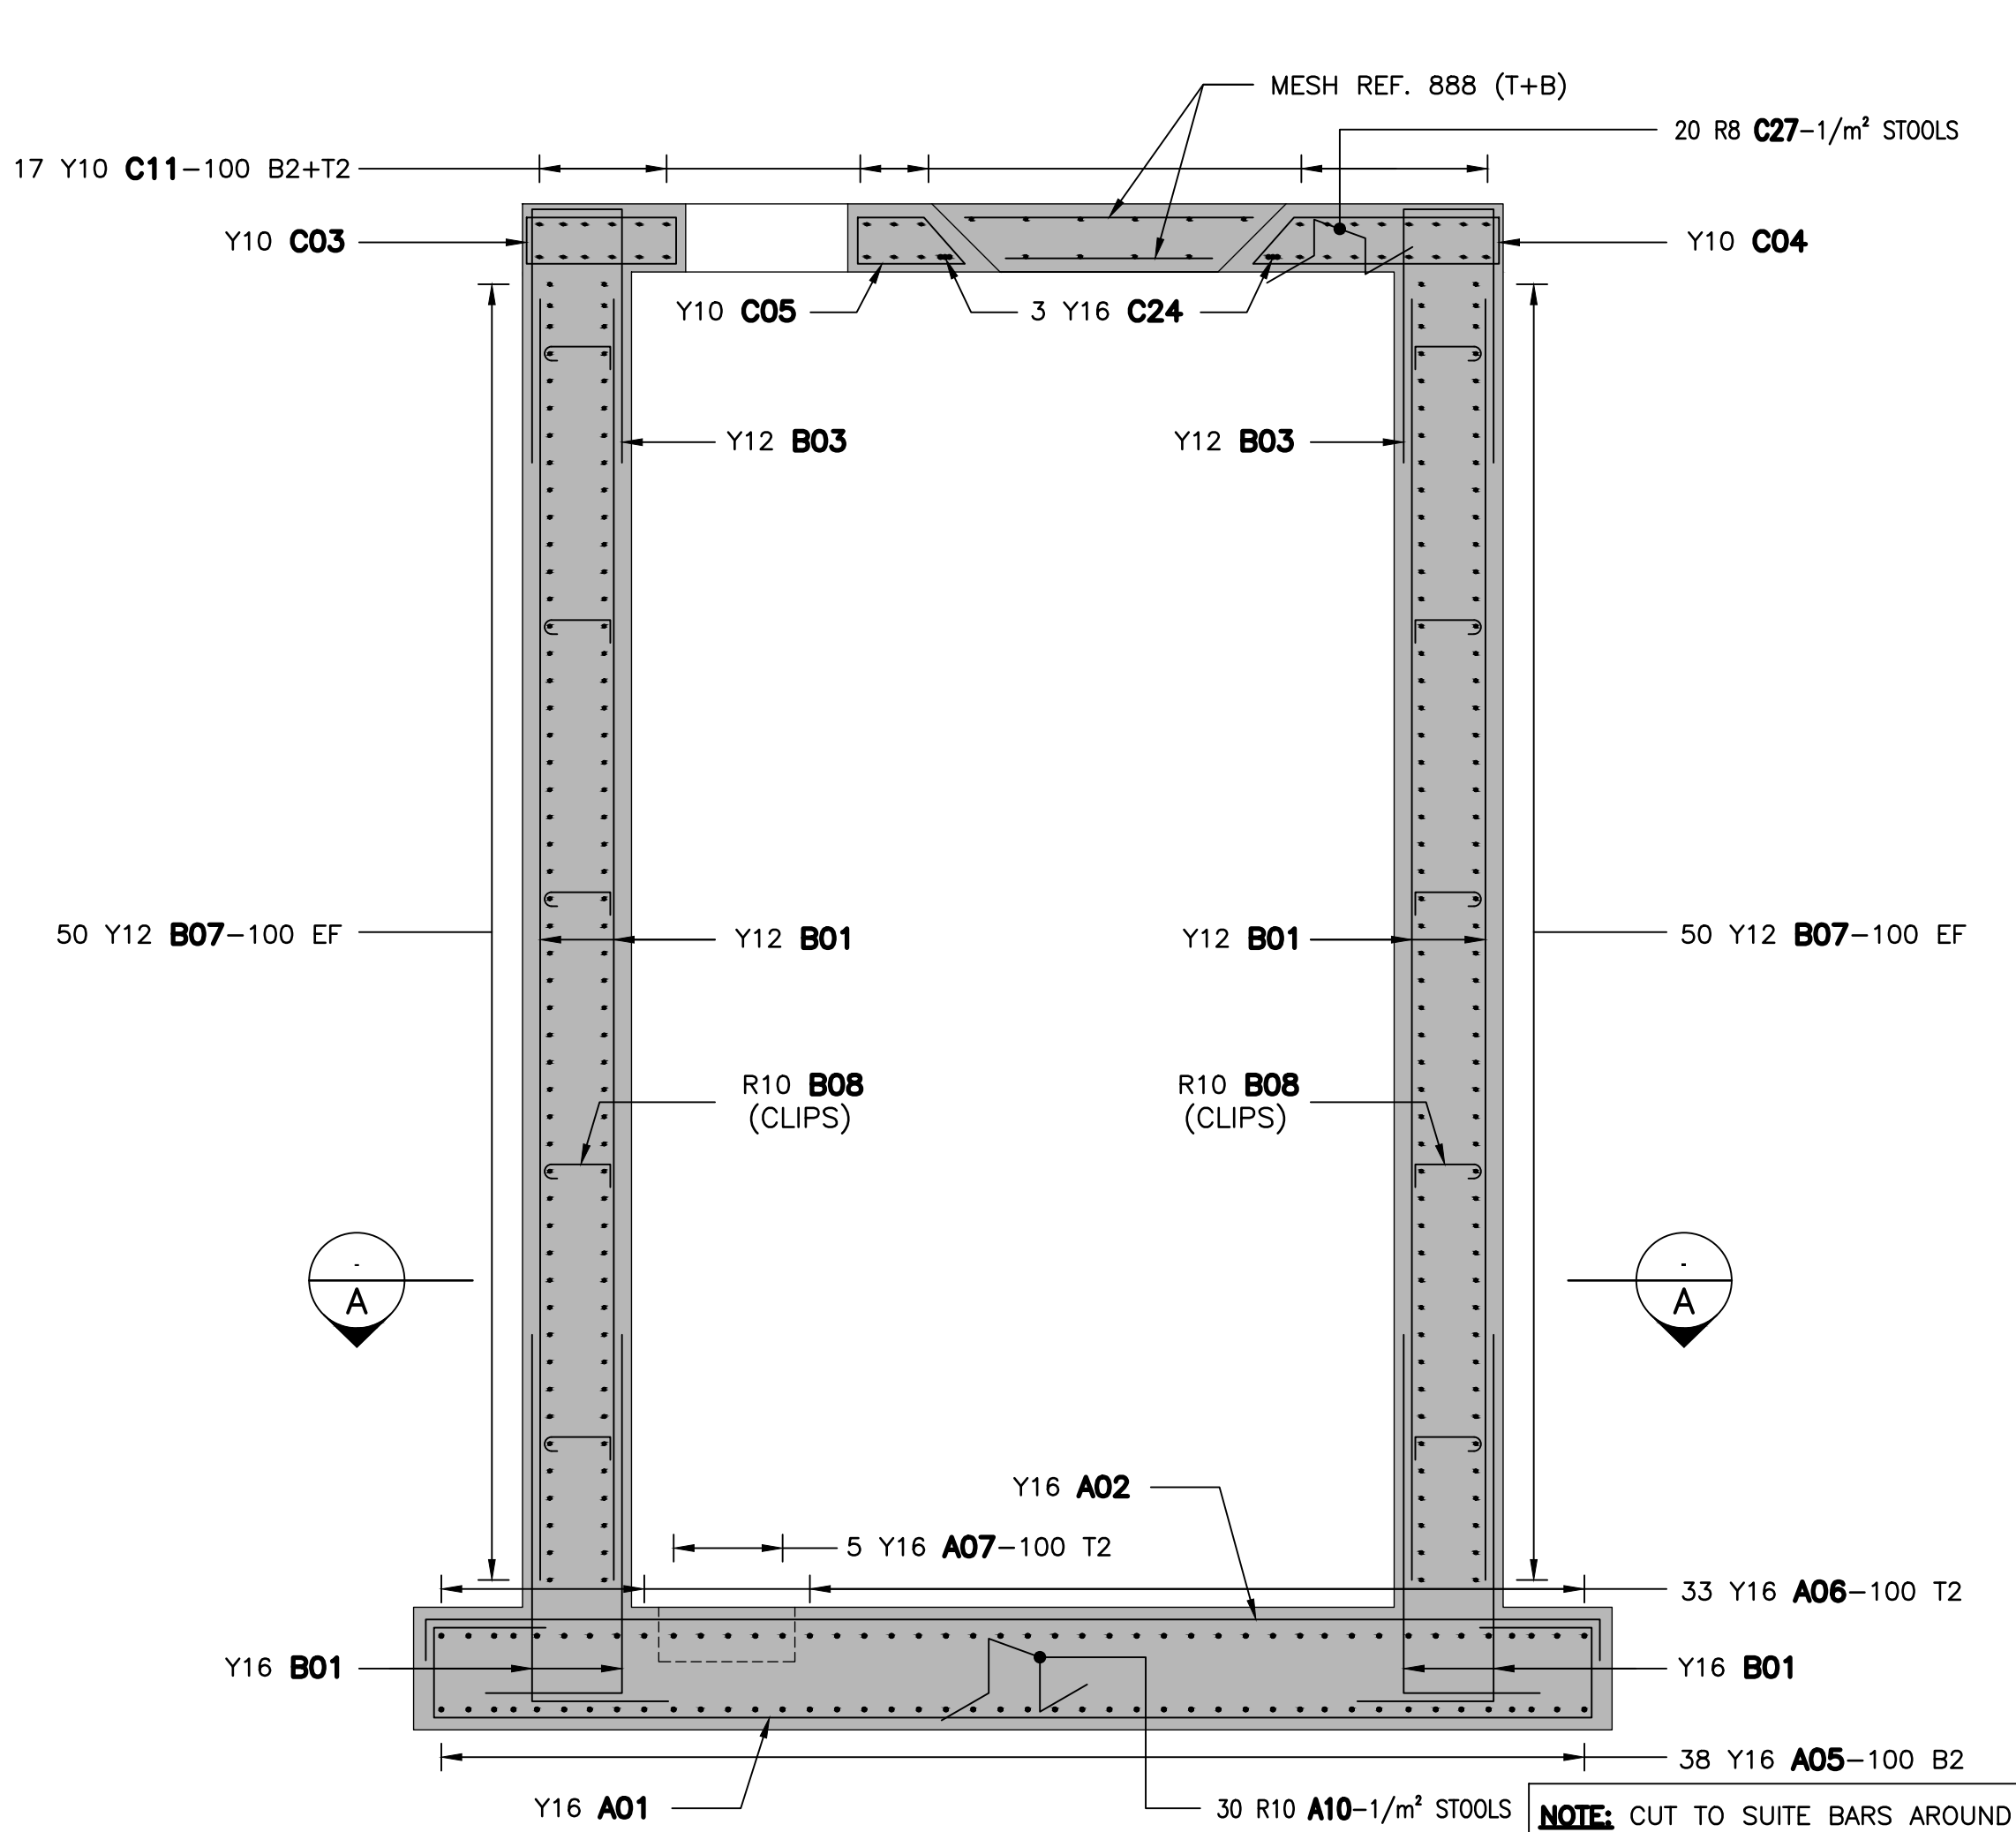 MESH REF. 888 (T+B)
20 R8 C27-1/m² STOOLS
17 Y10 C11-100 B2+T2
Y10 C03
Y10 C04
Y10 C05
3 Y16 C24
Y12 B03
Y12 B03
50 Y12 B07-100 EF
Y12 B01
Y12 B01
50 Y12 B07-100 EF
R10 B08
(CLIPS)
R10 B08
(CLIPS)
-
A
-
A
Y16 A02
5 Y16 A07-100 T2
33 Y16 A06-100 T2
Y16 B01
Y16 B01
38 Y16 A05-100 B2
Y16 A01
30 R10 A10-1/m² STOOLS
NOTE: CUT TO SUITE BARS AROUND